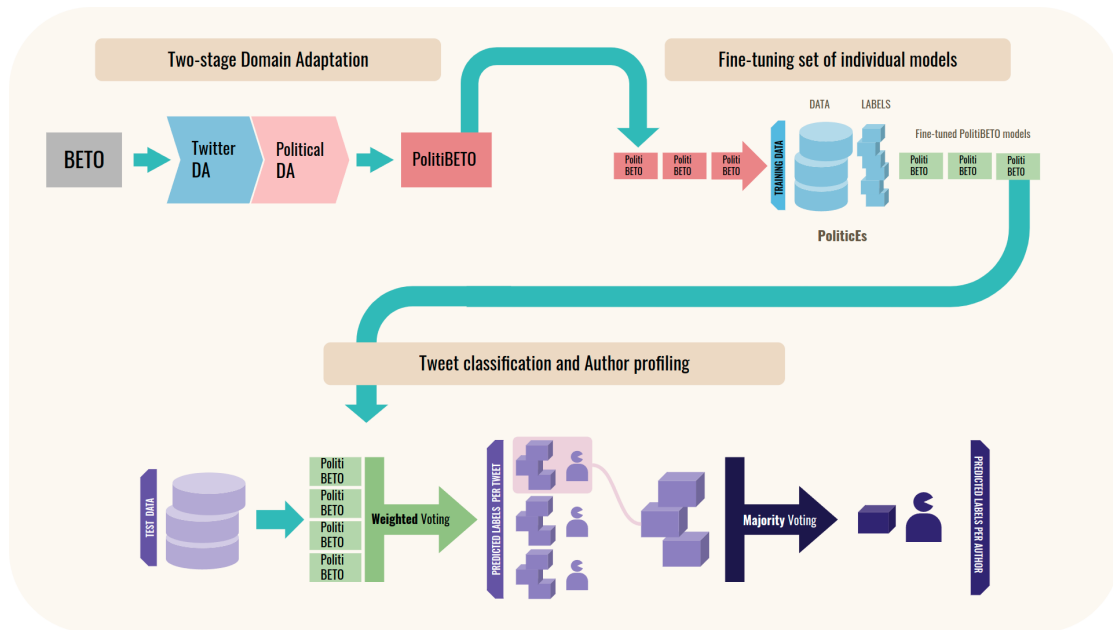 Two-stage Domain Adaptation
Fine-tuning set of individual models
BETO
Twitter
DA
Political
DA
PolitiBETO
Politi
BETO
Politi
BETO
Politi
BETO
TRAINING DATA
DATA
LABELS
PoliticEs
Fine-tuned PolitiBETO models
Politi
BETO
Politi
BETO
Politi
BETO
Tweet classification and Author profiling
TEST DATA
Politi
BETO
Politi
BETO
Politi
BETO
Politi
BETO
Weighted Voting
PREDICTED LABELS PER TWEET
Majority Voting
PREDICTED LABELS PER AUTHOR